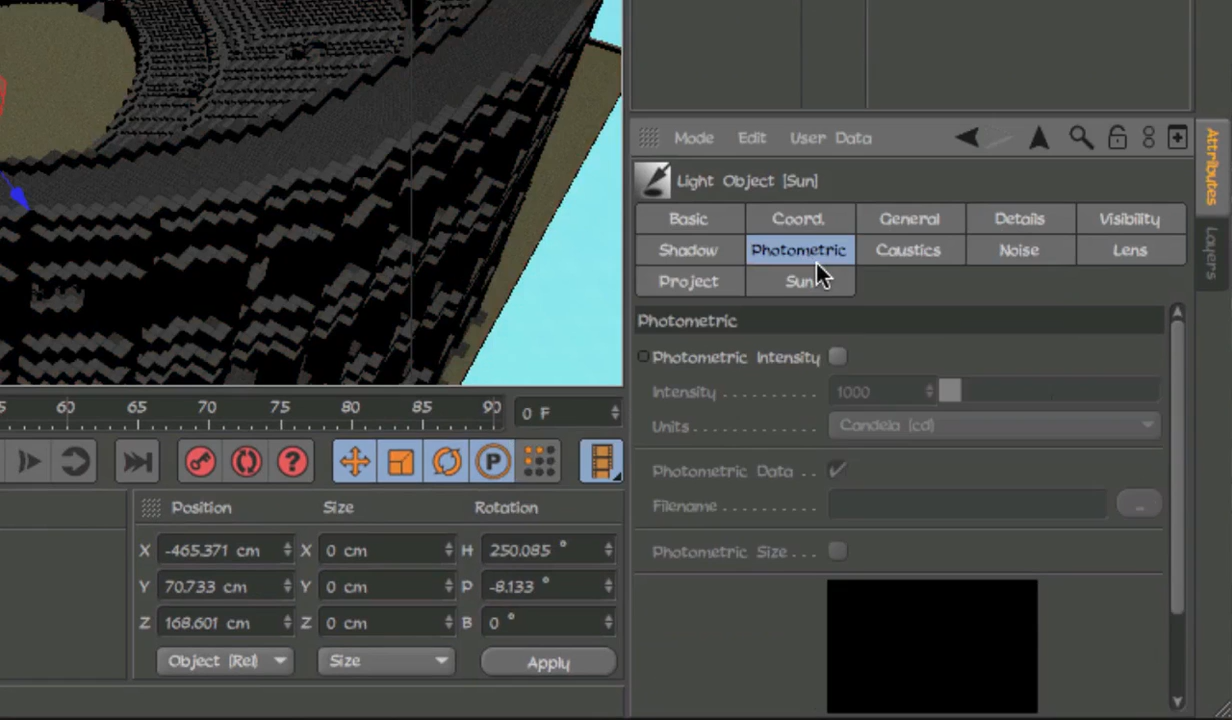 Mode Edit User Data
Light Object [Sun]
Basic Coord. General Details Visibility
Shadow Photometric Caustics Noise Lens
Project Sun
Photometric
Photometric Intensity
Intensity . . . . . . . . . . 1000
Units . . . . . . . . . . . . . Candela (cd)
Photometric Data . . ✓
Filename . . . . . . . . . .
Photometric Size . . .
Attributes
Layers
60 65 70 75 80 85 90 0 F
P
Position Size Rotation
X -465.371 cm X 0 cm H 250.085 °
Y 70.733 cm Y 0 cm P -8.133 °
Z 168.601 cm Z 0 cm B 0 °
Object (Rel) Size Apply